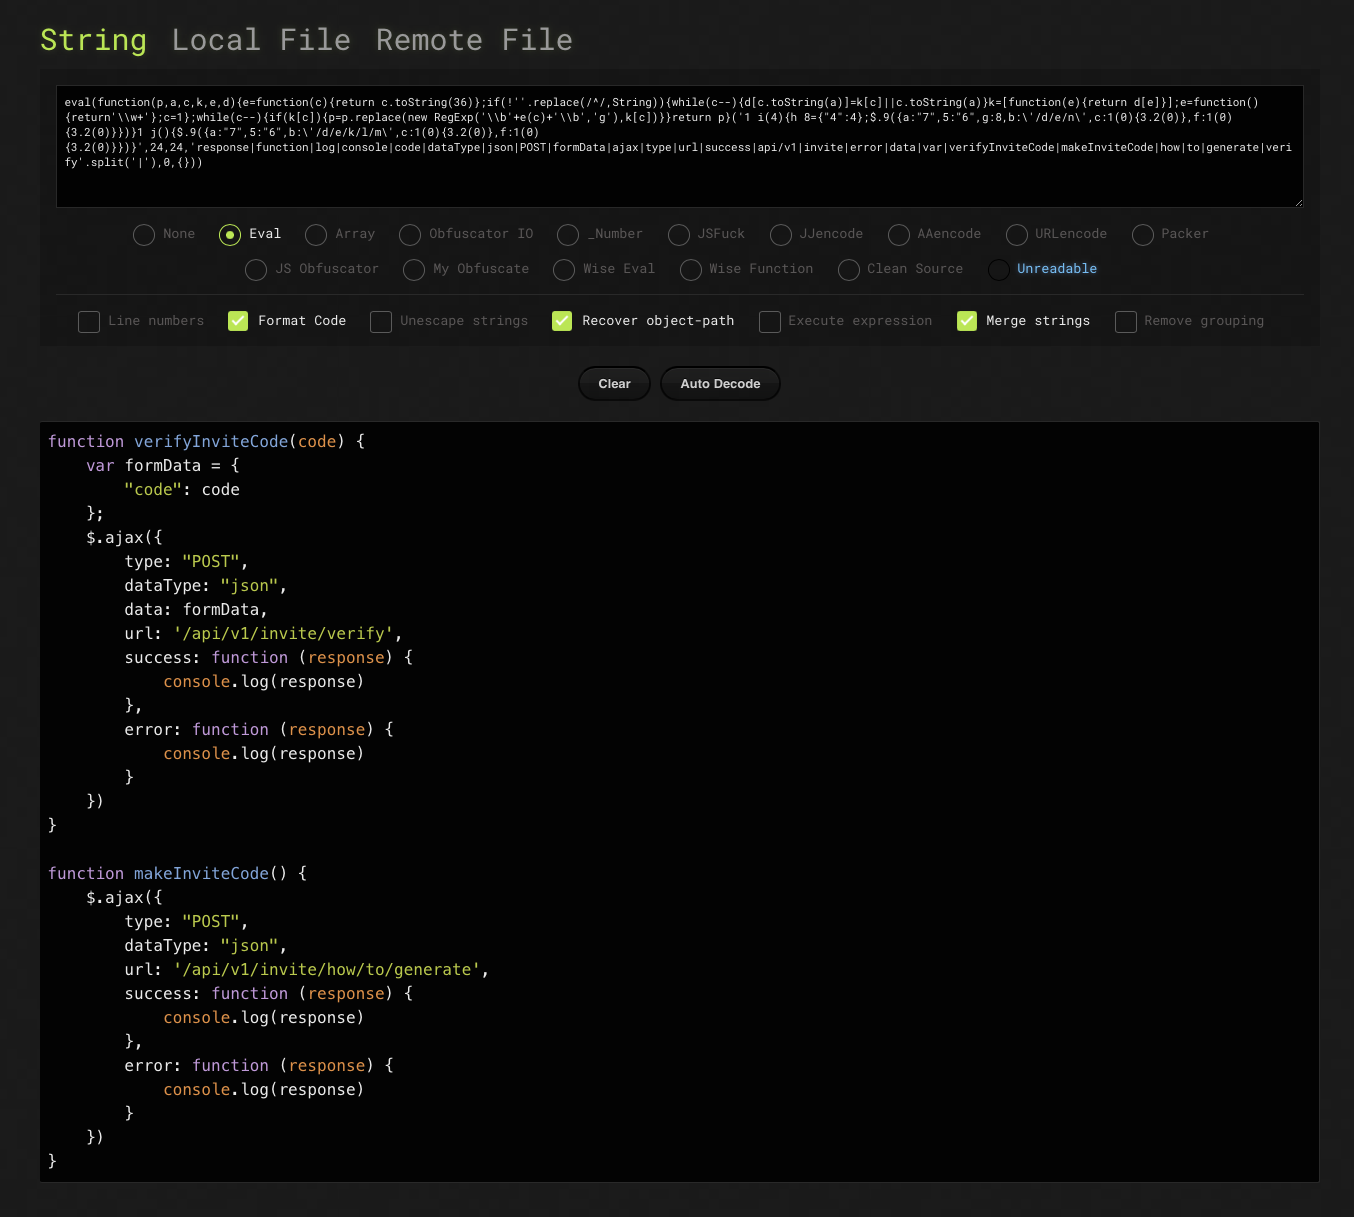 String Local File Remote File
eval(function(p,a,c,k,e,d){e=function(c){return c.toString(36)};if(!''.replace(/^/,String)){while(c--){d[c.toString(a)]=k[c]||c.toString(a)}k=[function(e){return d[e]}];e=function()
{return'\\w+'};c=1};while(c--){if(k[c]){p=p.replace(new RegExp('\\b'+e(c)+'\\b','g'),k[c])}}return p}('1 i(4){h 8={"4":4};$.9({a:"7",5:"6",g:8,b:\'/d/e/n\',c:1(0){3.2(0)},f:1(0)
{3.2(0)}})}1 j(){$.9({a:"7",5:"6",b:\'/d/e/k/l/m\',c:1(0){3.2(0)},f:1(0)
{3.2(0)}})}',24,24,'response|function|log|console|code|dataType|json|POST|formData|ajax|type|url|success|api/v1|invite|error|data|var|verifyInviteCode|makeInviteCode|how|to|generate|veri
fy'.split('|'),0,{}))
None Eval Array Obfuscator IO _Number JSFuck JJencode AAencode URLencode Packer
JS Obfuscator My Obfuscate Wise Eval Wise Function Clean Source Unreadable
Line numbers Format Code Unescape strings Recover object-path Execute expression Merge strings Remove grouping
Clear Auto Decode
function verifyInviteCode(code) {
    var formData = {
        "code": code
    };
    $.ajax({
        type: "POST",
        dataType: "json",
        data: formData,
        url: '/api/v1/invite/verify',
        success: function (response) {
            console.log(response)
        },
        error: function (response) {
            console.log(response)
        }
    })
}
function makeInviteCode() {
    $.ajax({
        type: "POST",
        dataType: "json",
        url: '/api/v1/invite/how/to/generate',
        success: function (response) {
            console.log(response)
        },
        error: function (response) {
            console.log(response)
        }
    })
}